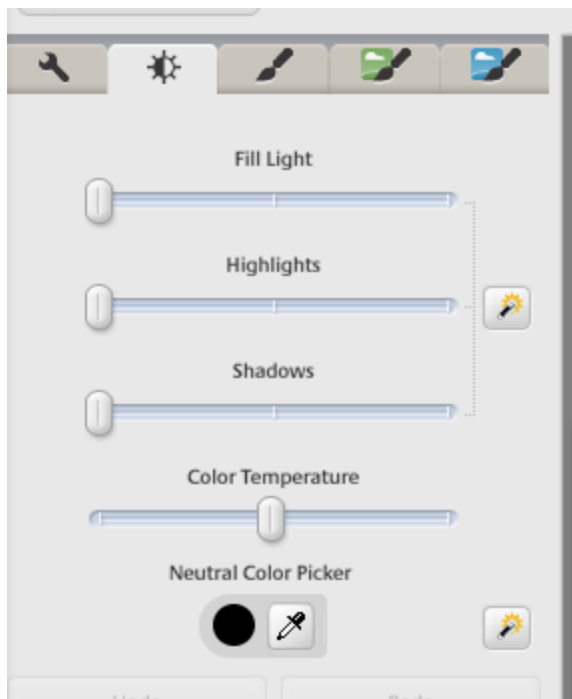 Fill Light
Highlights
Shadows
Color Temperature
Neutral Color Picker